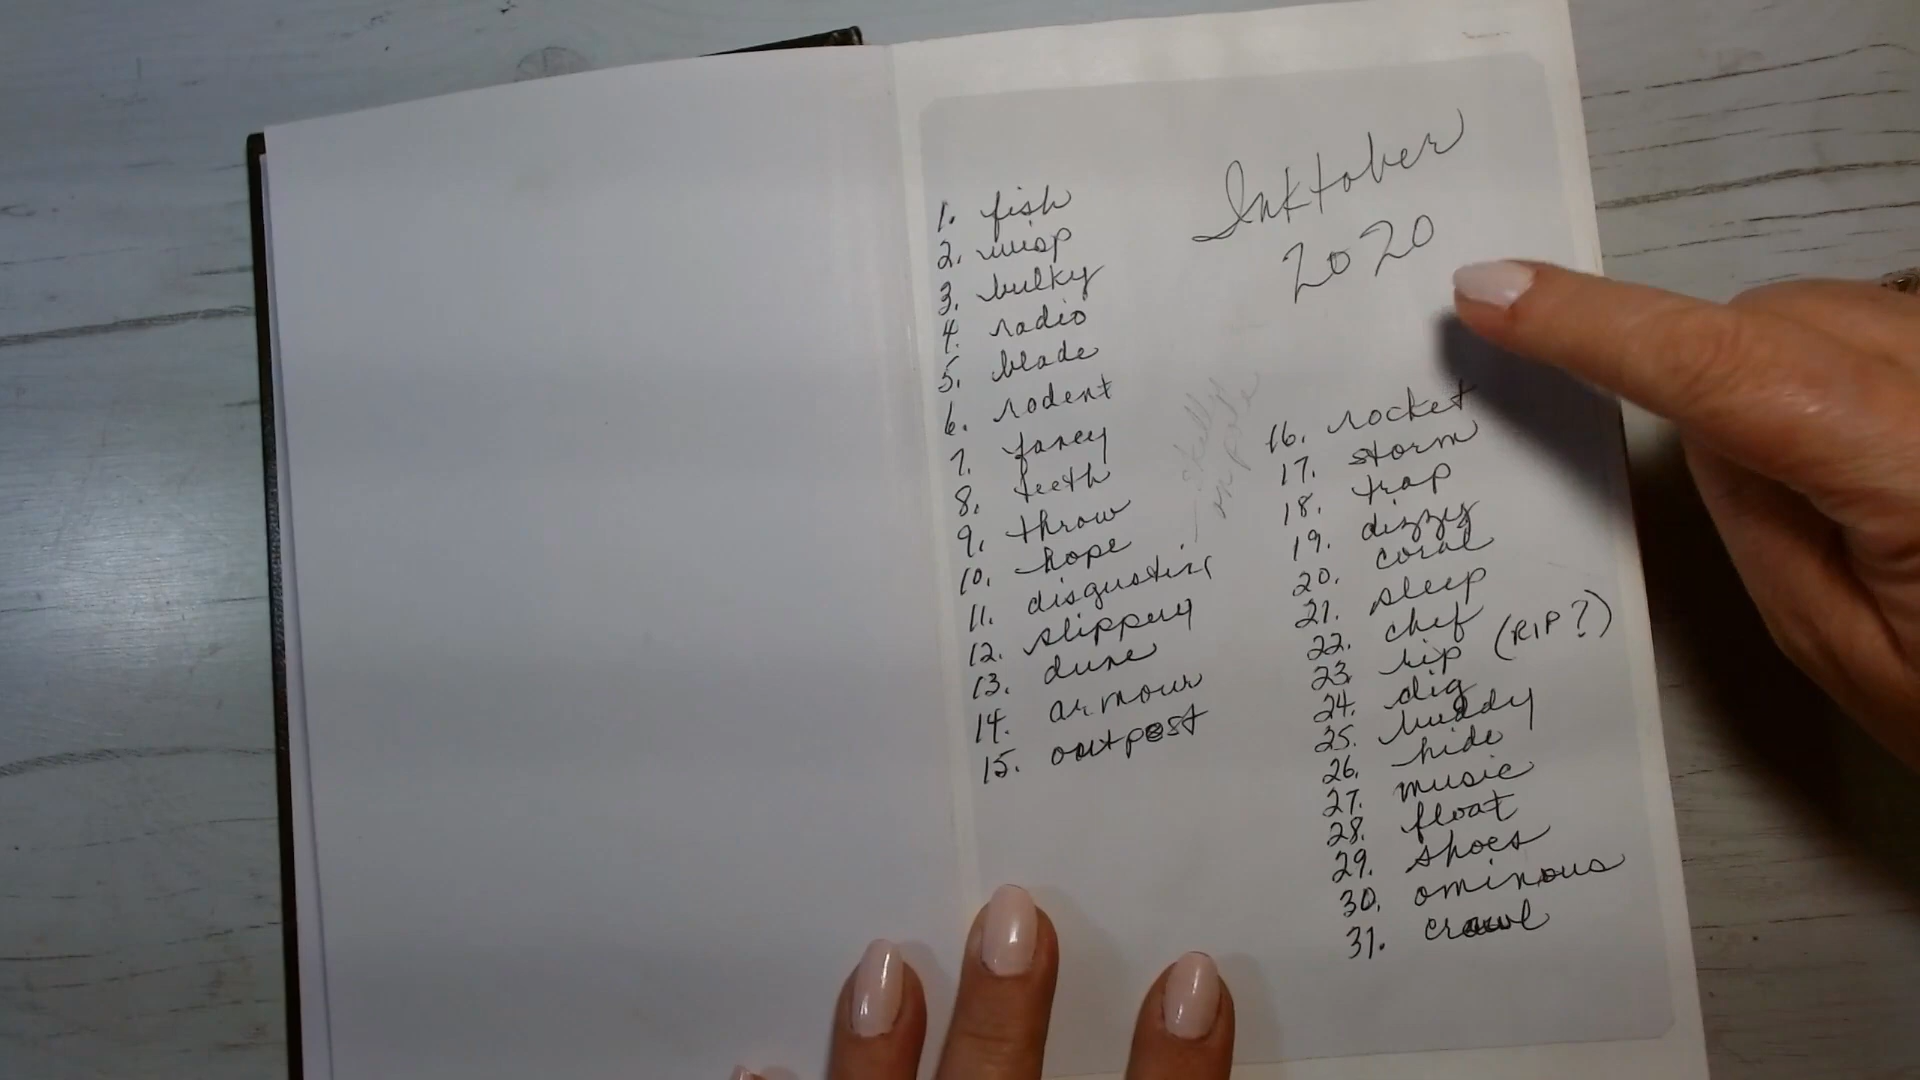 Inktober
2020
1. fish
2. wisp
3. bulky
4. radio
5. blade
6. rodent
7. fancy
8. teeth
9. throw
10. hope
11. disgusting
12. slippery
13. dune
14. armour
15. outpost
16. rocket
17. storm
18. trap
19. dizzy
20. coral
21. sleep
22. chef
23. rip (RIP?)
24. dig
25. buddy
26. hide
27. music
28. float
29. shoes
30. ominous
31. crawl